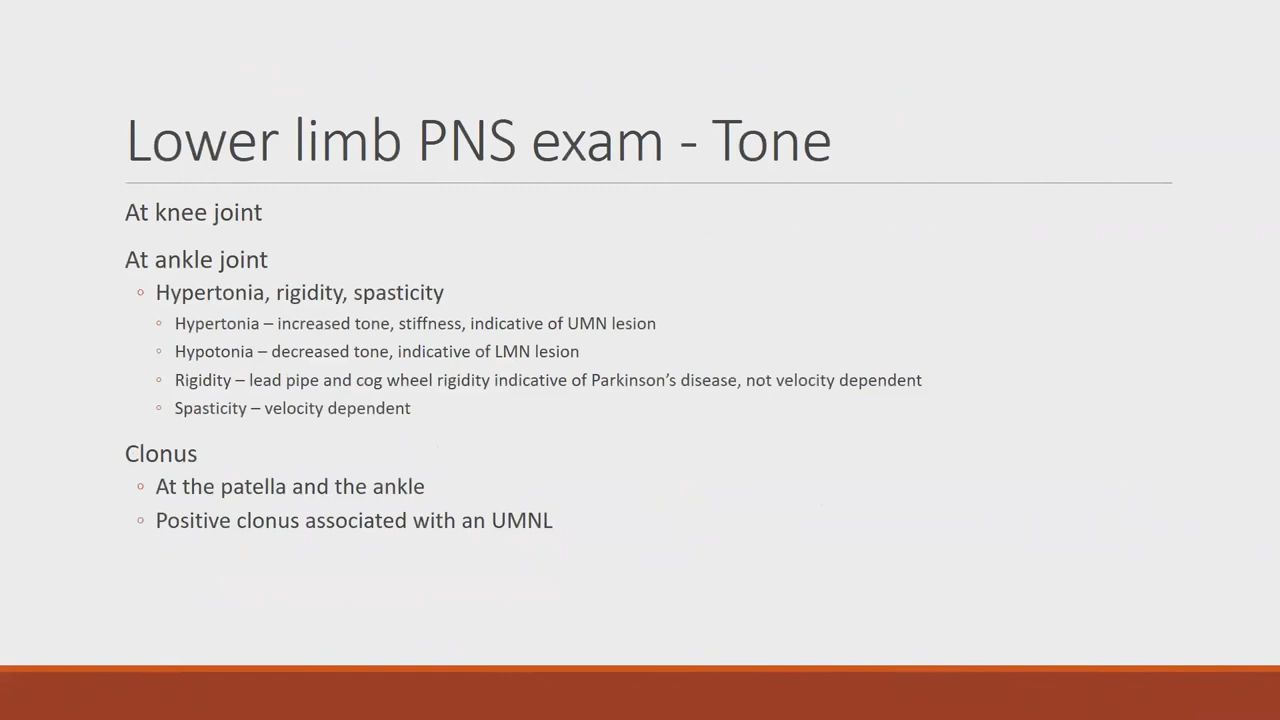 Lower limb PNS exam - Tone
At knee joint
At ankle joint
◦ Hypertonia, rigidity, spasticity
◦ Hypertonia – increased tone, stiffness, indicative of UMN lesion
◦ Hypotonia – decreased tone, indicative of LMN lesion
◦ Rigidity – lead pipe and cog wheel rigidity indicative of Parkinson’s disease, not velocity dependent
◦ Spasticity – velocity dependent
Clonus
◦ At the patella and the ankle
◦ Positive clonus associated with an UMNL